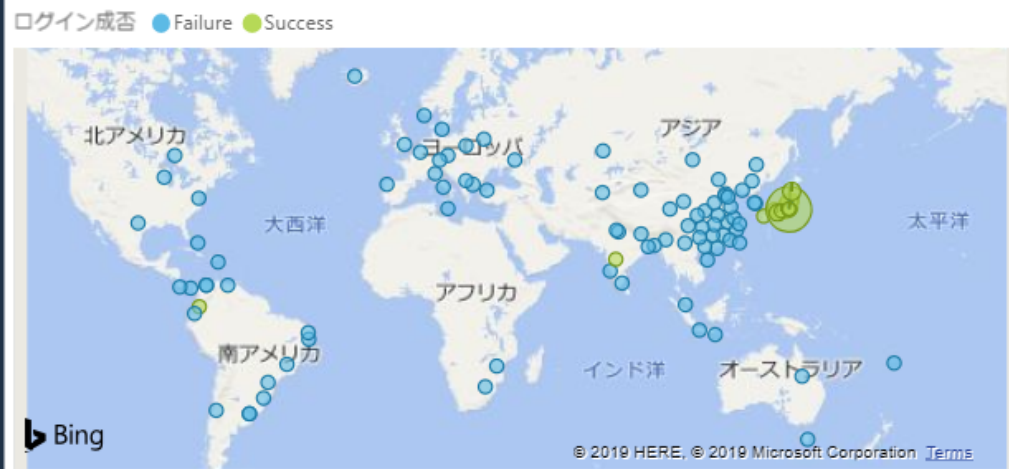 ログイン成否 Failure Success
アジア
北アメリカ
ヨーロッパ
大西洋
太平洋
アフリカ
南アメリカ
インド洋
オーストラリア
Bing
© 2019 HERE, © 2019 Microsoft Corporation Terms